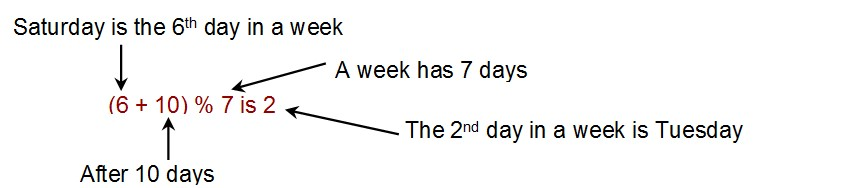 Saturday is the 6th day in a week
A week has 7 days
(6 + 10) % 7 is 2
The 2nd day in a week is Tuesday
After 10 days